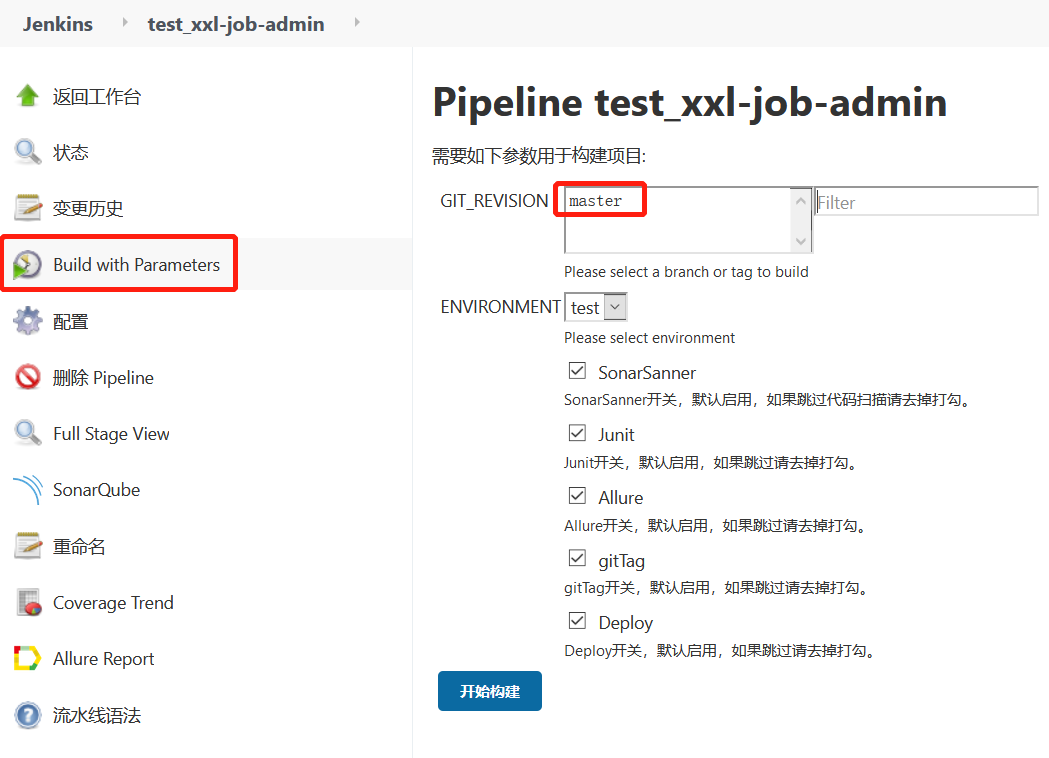 Jenkins test_xxl-job-admin
返回工作台
状态
变更历史
Build with Parameters
配置
删除 Pipeline
Full Stage View
SonarQube
重命名
Coverage Trend
Allure Report
流水线语法
Pipeline test_xxl-job-admin
需要如下参数用于构建项目:
GIT_REVISION master Filter
Please select a branch or tag to build
ENVIRONMENT test
Please select environment
SonarSanner
SonarSanner开关，默认启用，如果跳过代码扫描请去掉打勾。
Junit
Junit开关，默认启用，如果跳过请去掉打勾。
Allure
Allure开关，默认启用，如果跳过请去掉打勾。
gitTag
gitTag开关，默认启用，如果跳过请去掉打勾。
Deploy
Deploy开关，默认启用，如果跳过请去掉打勾。
开始构建